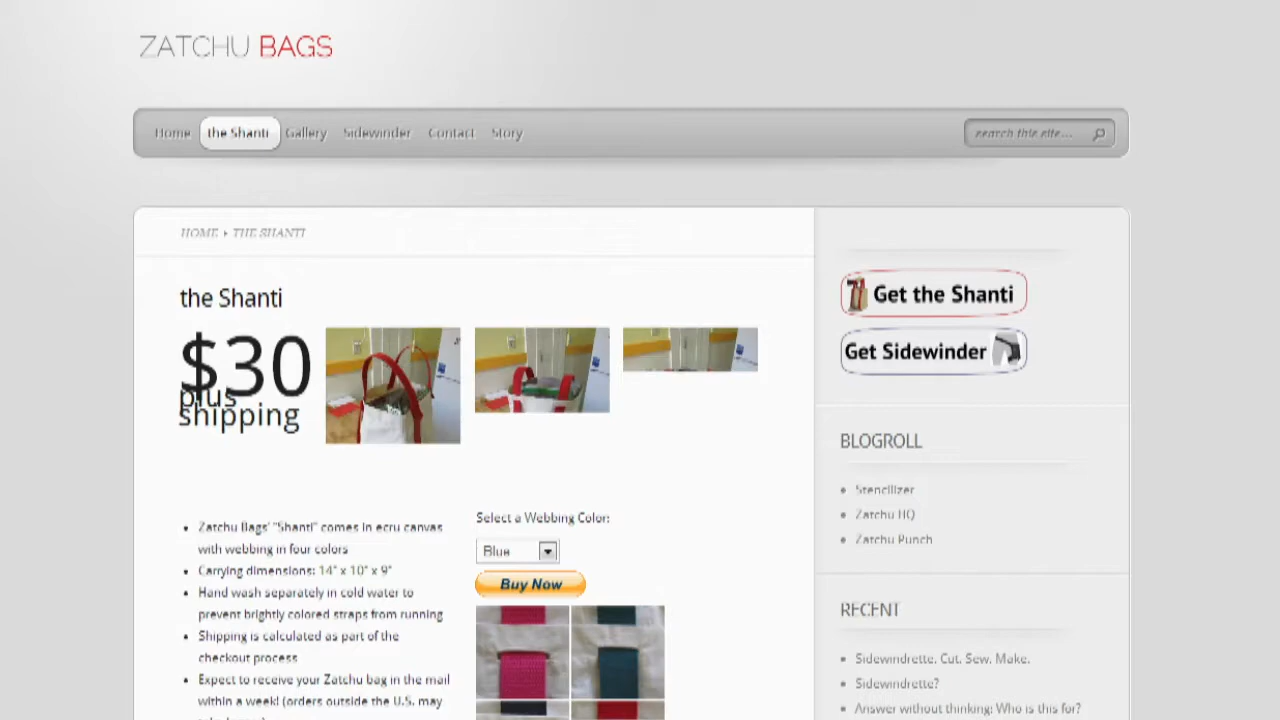 ZATCHU BAGS
Home the Shanti Gallery Sidewinder Contact Story
search this site...
HOME ▸ THE SHANTI
the Shanti
$30
plus
shipping
• Zatchu Bags' "Shanti" comes in ecru canvas
with webbing in four colors
• Carrying dimensions: 14" x 10" x 9"
• Hand wash separately in cold water to
prevent brightly colored straps from running
• Shipping is calculated as part of the
checkout process
• Expect to receive your Zatchu bag in the mail
within a week! (orders outside the U.S. may
Select a Webbing Color:
Blue
Buy Now
Get the Shanti
Get Sidewinder
BLOGROLL
• Stencilizer
• Zatchu HQ
• Zatchu Punch
RECENT
• Sidewindrette. Cut. Sew. Make.
• Sidewindrette?
• Answer without thinking: Who is this for?